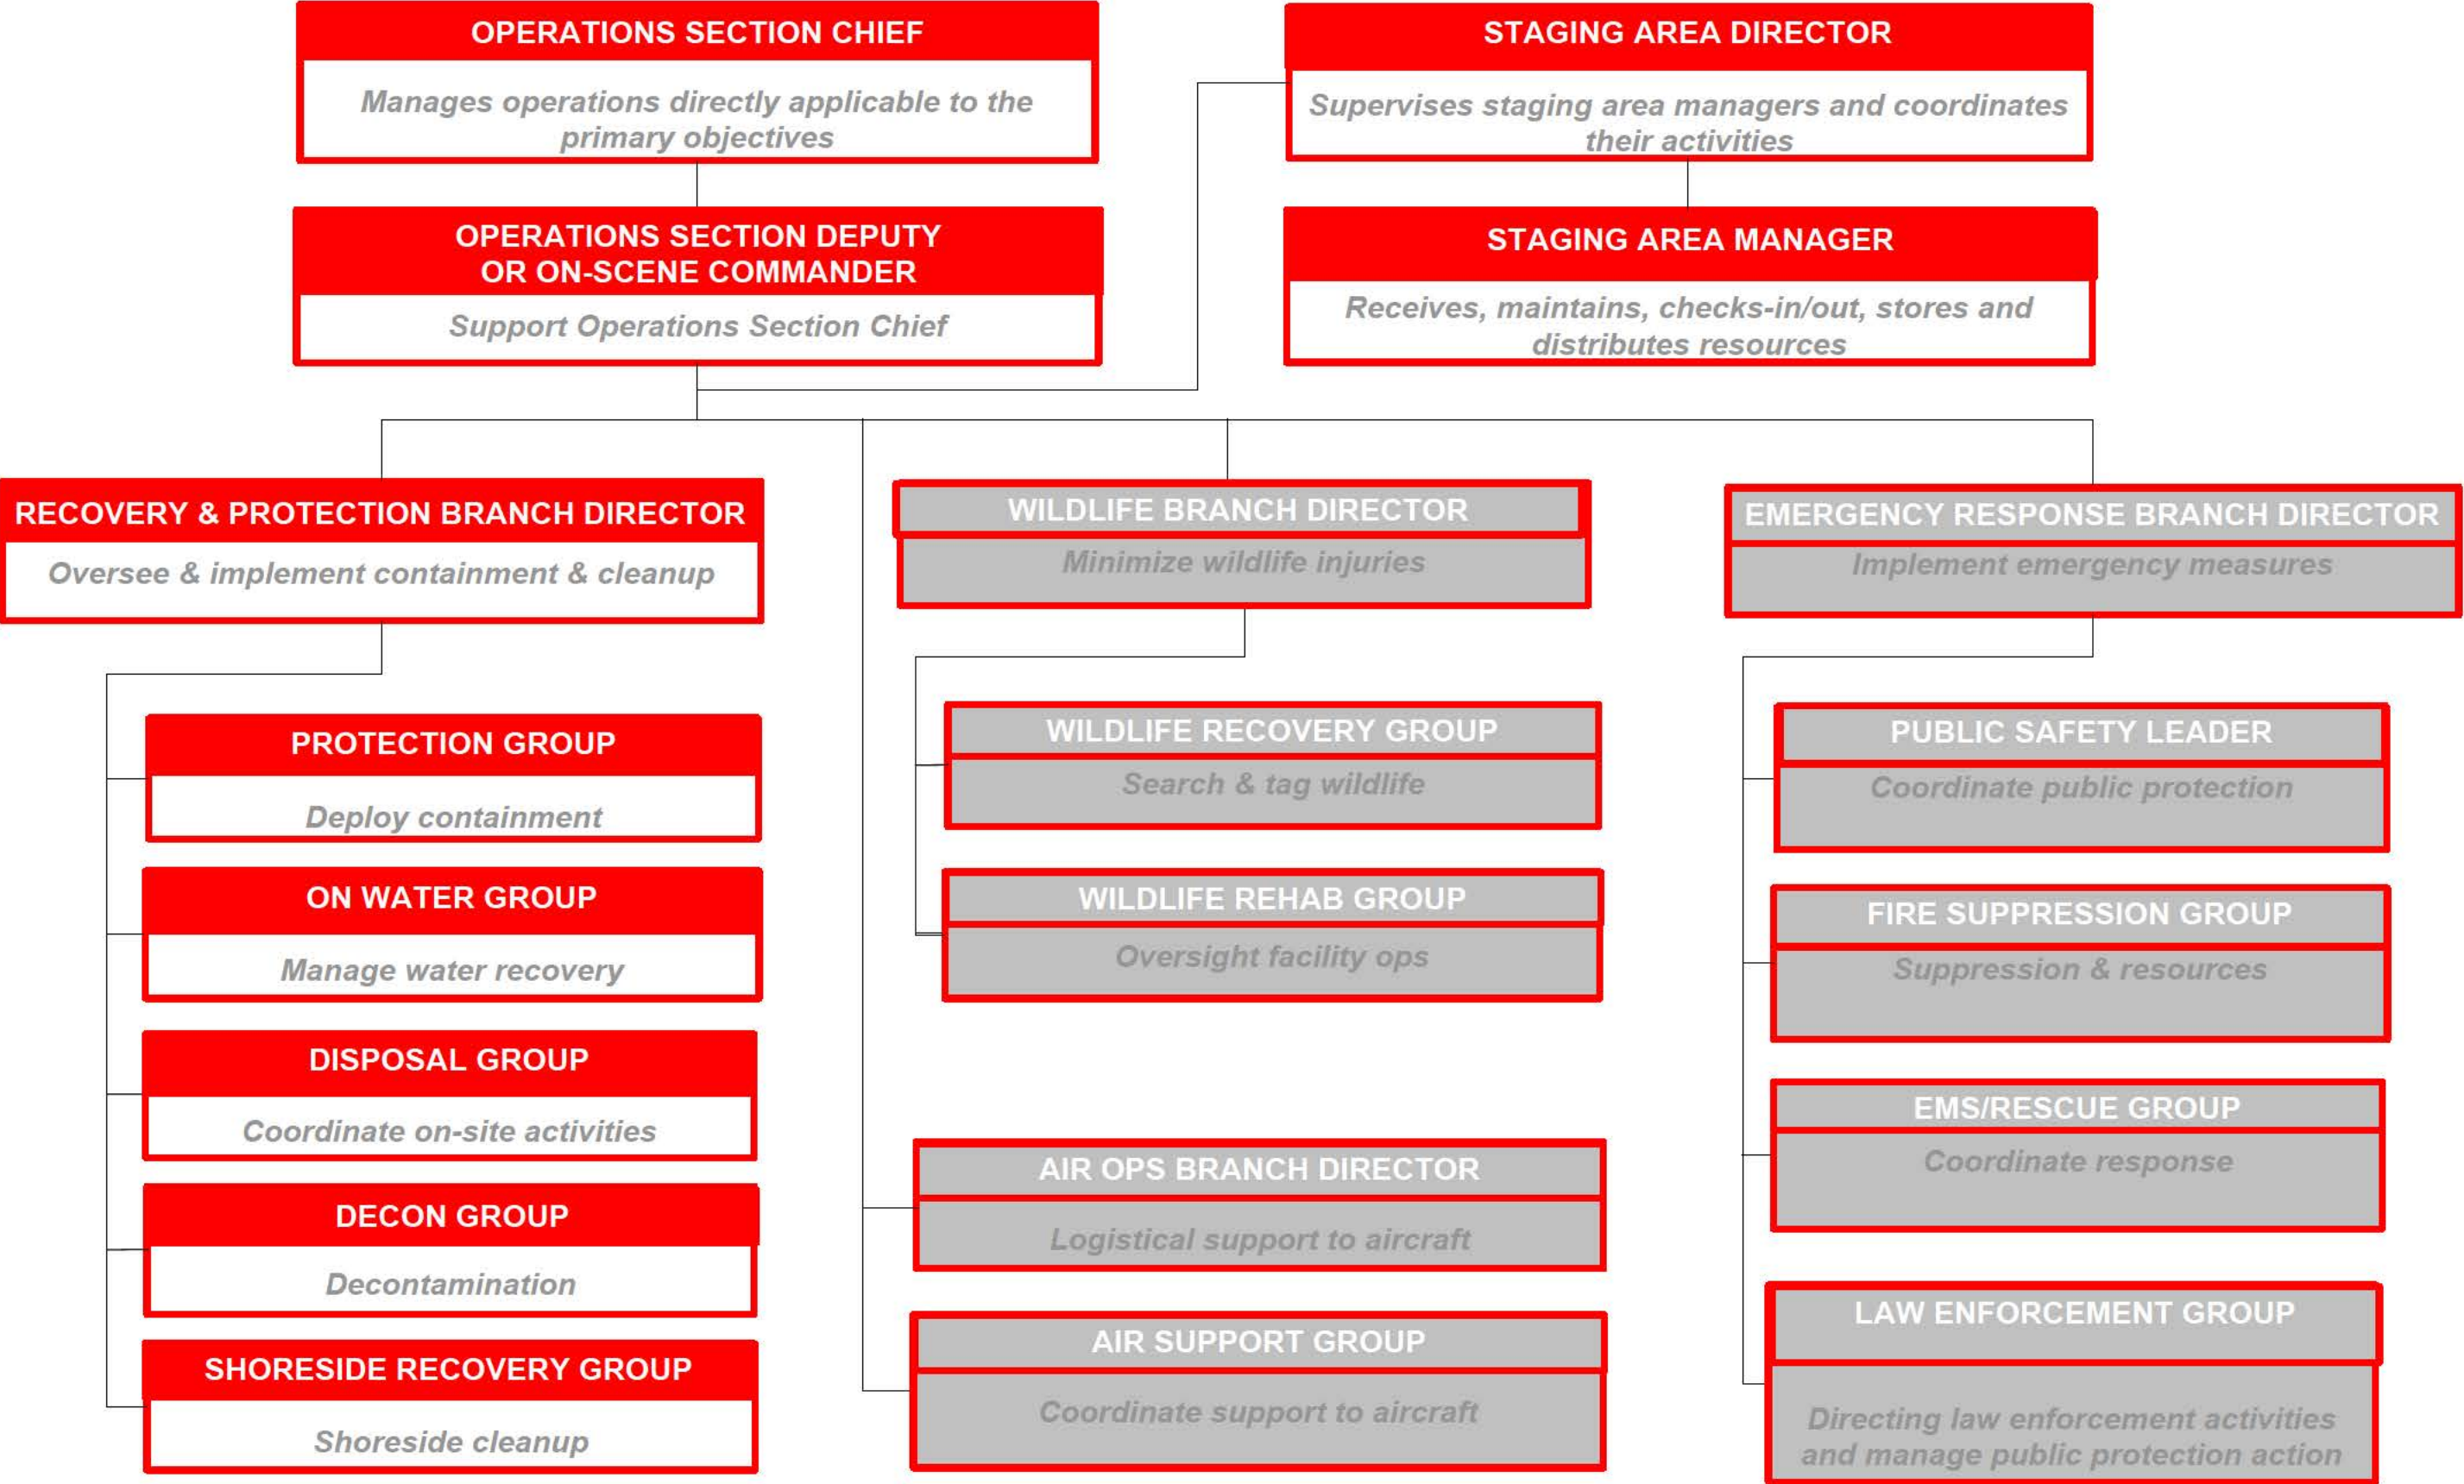 OPERATIONS SECTION CHIEF
Manages operations directly applicable to the
primary objectives
STAGING AREA DIRECTOR
Supervises staging area managers and coordinates
their activities
OPERATIONS SECTION DEPUTY
OR ON-SCENE COMMANDER
Support Operations Section Chief
STAGING AREA MANAGER
Receives, maintains, checks-in/out, stores and
distributes resources
RECOVERY & PROTECTION BRANCH DIRECTOR
Oversee & implement containment & cleanup
PROTECTION GROUP
Deploy containment
ON WATER GROUP
Manage water recovery
DISPOSAL GROUP
Coordinate on-site activities
DECON GROUP
Decontamination
SHORESIDE RECOVERY GROUP
Shoreside cleanup
WILDLIFE BRANCH DIRECTOR
Minimize wildlife injuries
WILDLIFE RECOVERY GROUP
Search & tag wildlife
WILDLIFE REHAB GROUP
Oversight facility ops
AIR OPS BRANCH DIRECTOR
Logistical support to aircraft
AIR SUPPORT GROUP
Coordinate support to aircraft
EMERGENCY RESPONSE BRANCH DIRECTOR
Implement emergency measures
PUBLIC SAFETY LEADER
Coordinate public protection
FIRE SUPPRESSION GROUP
Suppression & resources
EMS/RESCUE GROUP
Coordinate response
LAW ENFORCEMENT GROUP
Directing law enforcement activities
and manage public protection action